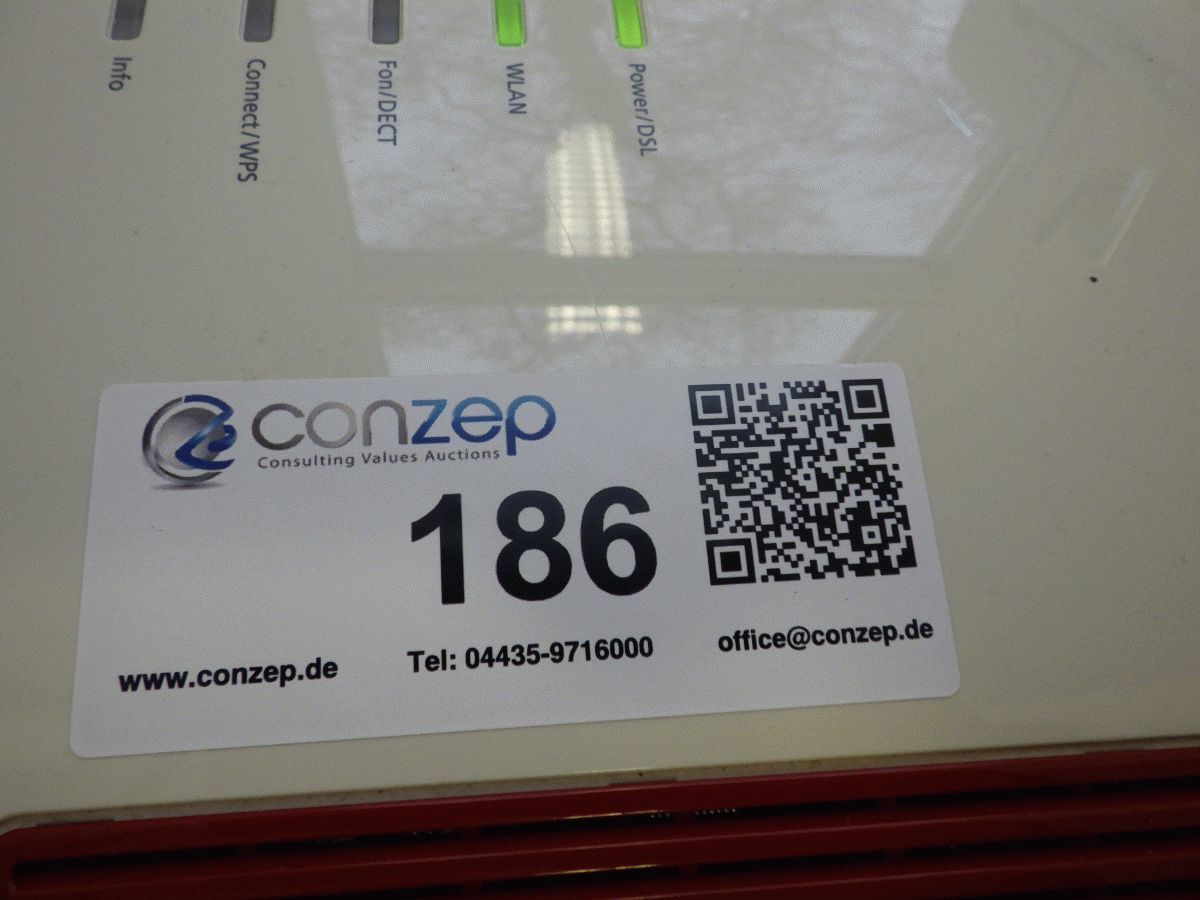 Info
Connect/WPS
Fon/DECT
WLAN
Power/DSL
conzep
Consulting Values Auctions
186
www.conzep.de
Tel: 04435-9716000
office@conzep.de